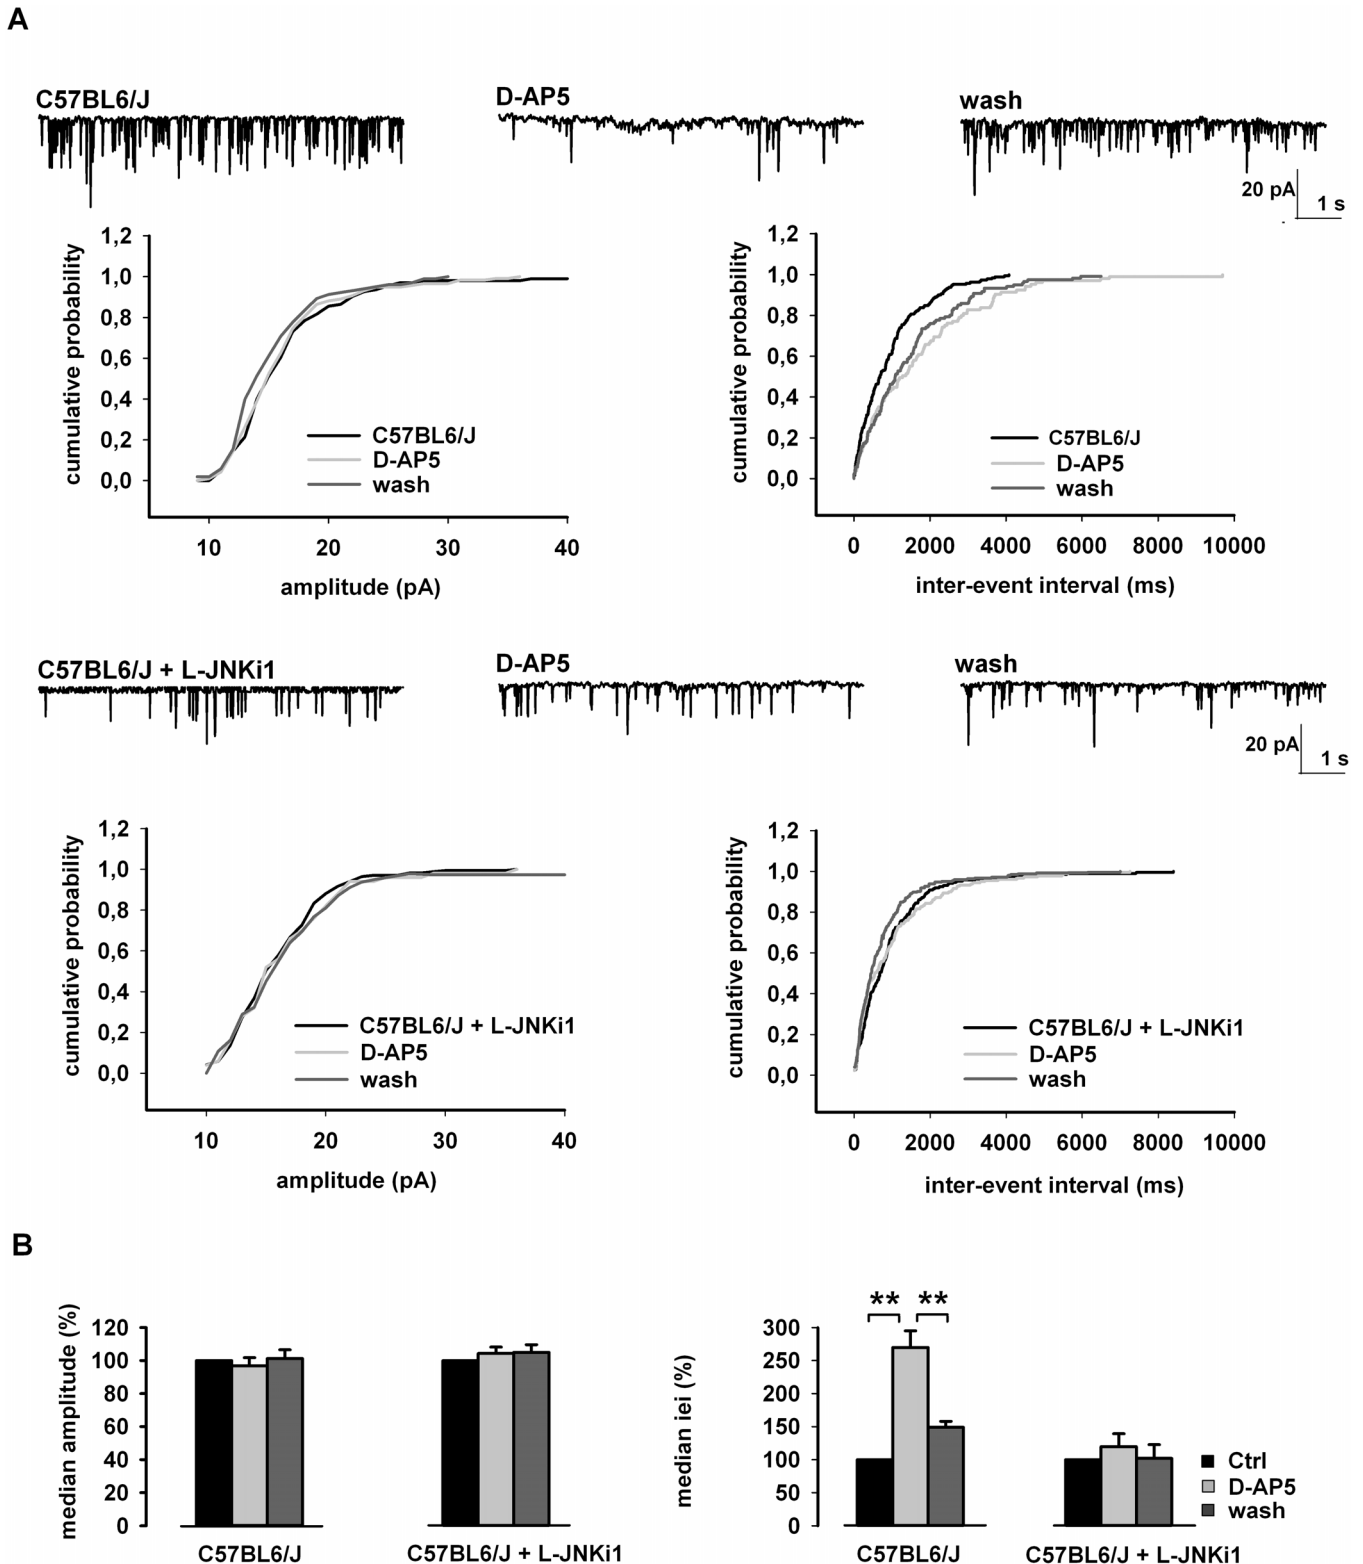 A
C57BL6/J
D-AP5
wash
20 pA
1 s
cumulative probability
1,2
1,0
0,8
0,6
0,4
0,2
0,0
C57BL6/J
D-AP5
wash
10 20 30 40
amplitude (pA)
cumulative probability
1,2
1,0
0,8
0,6
0,4
0,2
0,0
C57BL6/J
D-AP5
wash
0 2000 4000 6000 8000 10000
inter-event interval (ms)
C57BL6/J + L-JNKi1
D-AP5
wash
20 pA
1 s
cumulative probability
1,2
1,0
0,8
0,6
0,4
0,2
0,0
C57BL6/J + L-JNKi1
D-AP5
wash
10 20 30 40
amplitude (pA)
cumulative probability
1,2
1,0
0,8
0,6
0,4
0,2
0,0
C57BL6/J + L-JNKi1
D-AP5
wash
0 2000 4000 6000 8000 10000
inter-event interval (ms)
B
median amplitude (%)
120
100
80
60
40
20
0
C57BL6/J
C57BL6/J + L-JNKi1
median iei (%)
300
250
200
150
100
50
0
** **
C57BL6/J
C57BL6/J + L-JNKi1
Ctrl
D-AP5
wash